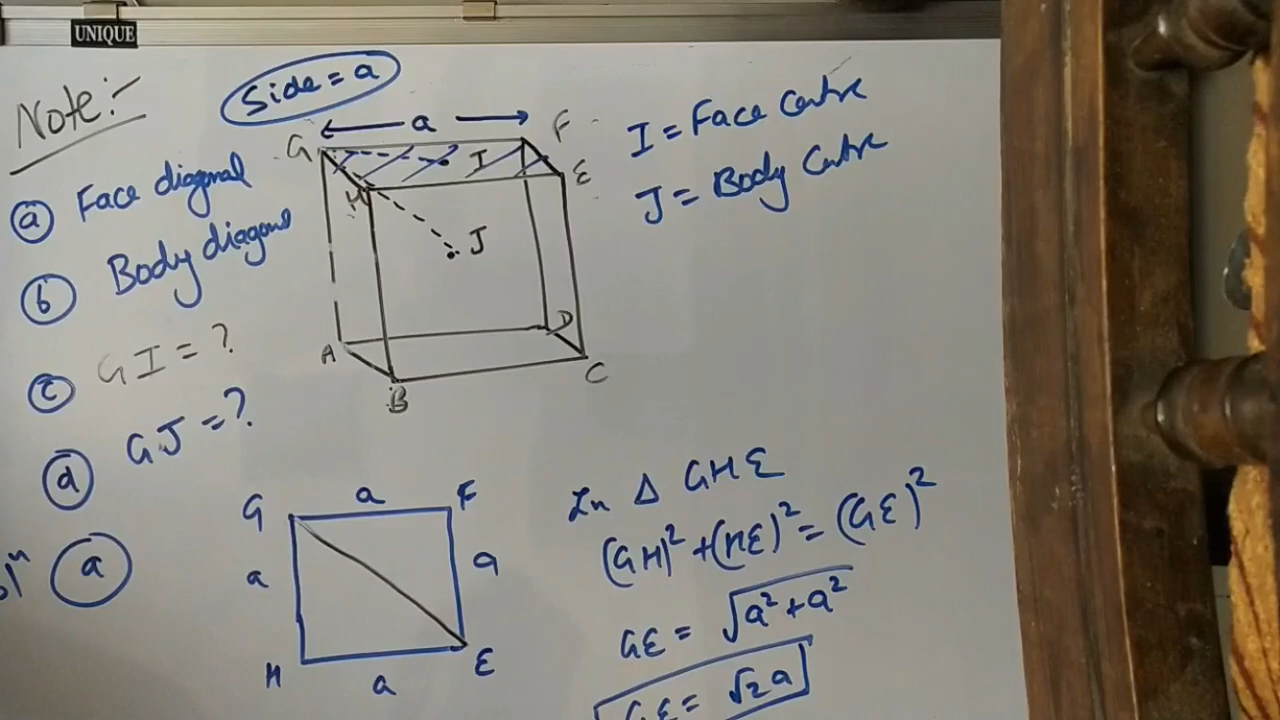 UNIQUE
Note:-
Side = a
a
G
F
I
E
H
J
A
D
B
C
I = Face Centre
J = Body Centre
(a) Face diagonal
(b) Body diagonal
(c) GI = ?
(d) GJ = ?
(a)
G a F
a
a
H a E
In Δ GHE
(GH)² + (HE)² = (GE)²
GE = √a² + a²
GE = √2a